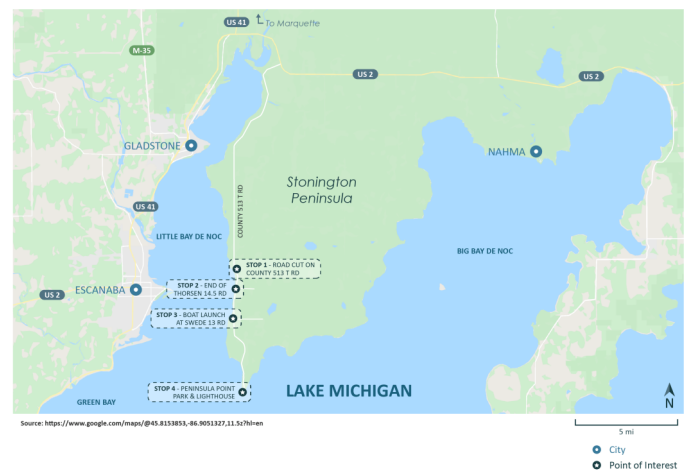 US 41
To Marquette
M-35
US 2
US 2
GLADSTONE
NAHMA
Stonington
Peninsula
COUNTY 513 T RD
US 41
LITTLE BAY DE NOC
BIG BAY DE NOC
STOP 1 - ROAD CUT ON
COUNTY 513 T RD
STOP 2 - END OF
THORSEN 14.5 RD
ESCANABA
US 2
STOP 3 - BOAT LAUNCH
AT SWEDE 13 RD
STOP 4 - PENINSULA POINT
PARK & LIGHTHOUSE
LAKE MICHIGAN
GREEN BAY
N
Source: https://www.google.com/maps/@45.8153853,-86.9051327,11.5z?hl=en
5 mi
City
Point of Interest